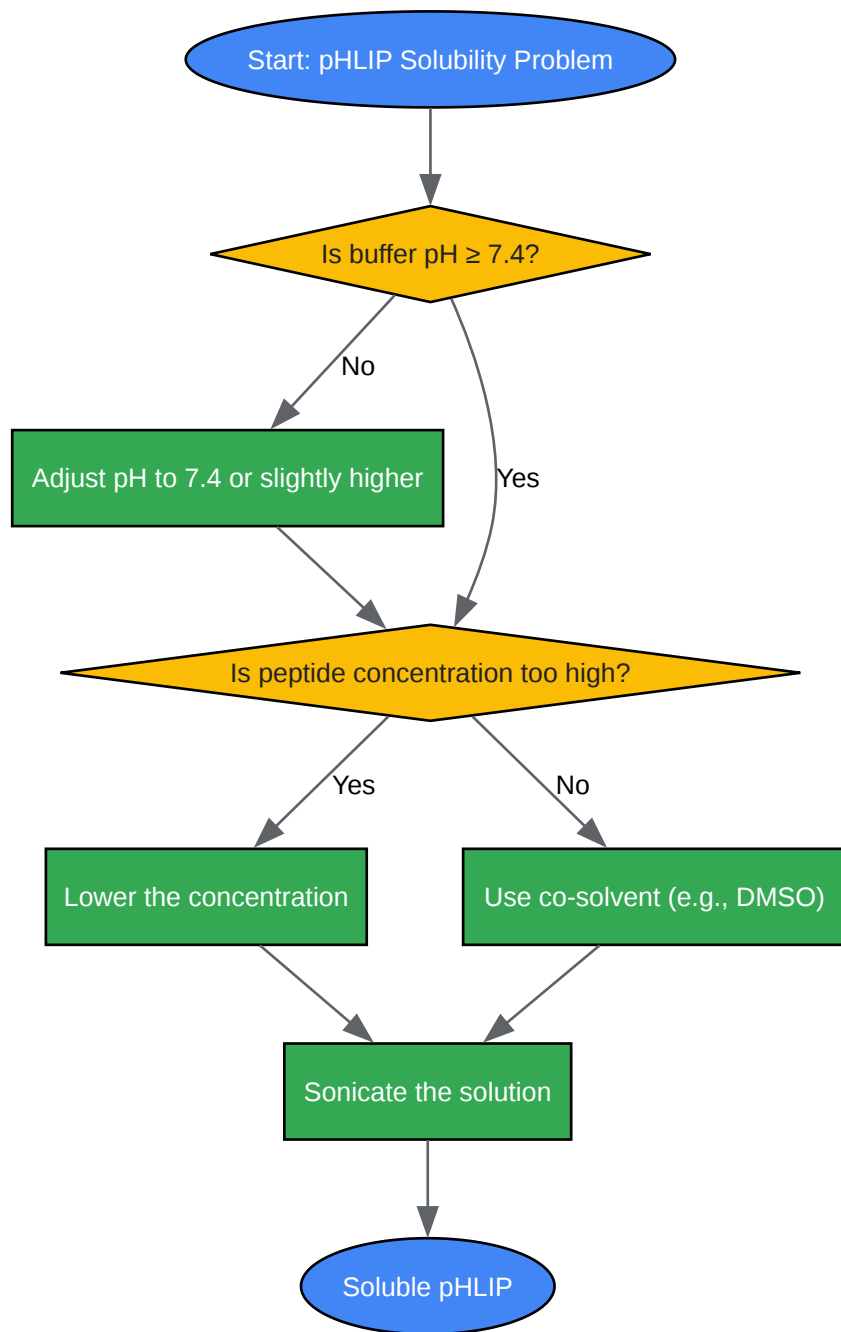 Start: pHLIP Solubility Problem
Is buffer pH ≥ 7.4?
No
Adjust pH to 7.4 or slightly higher
Yes
Is peptide concentration too high?
Yes
No
Lower the concentration
Use co-solvent (e.g., DMSO)
Sonicate the solution
Soluble pHLIP